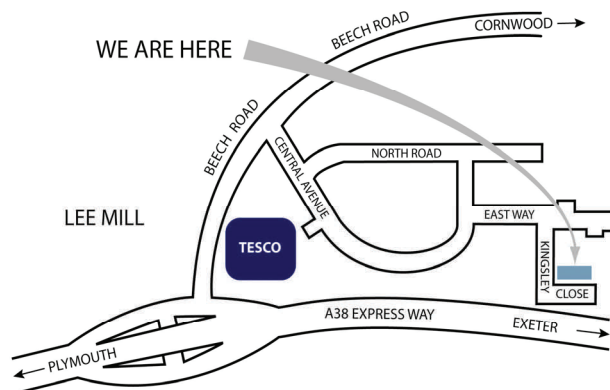 BEECH ROAD
CORNWOOD
WE ARE HERE
BEECH ROAD
CENTRAL AVENUE
NORTH ROAD
LEE MILL
TESCO
EAST WAY
KINGSLEY
CLOSE
A38 EXPRESS WAY
EXETER
PLYMOUTH